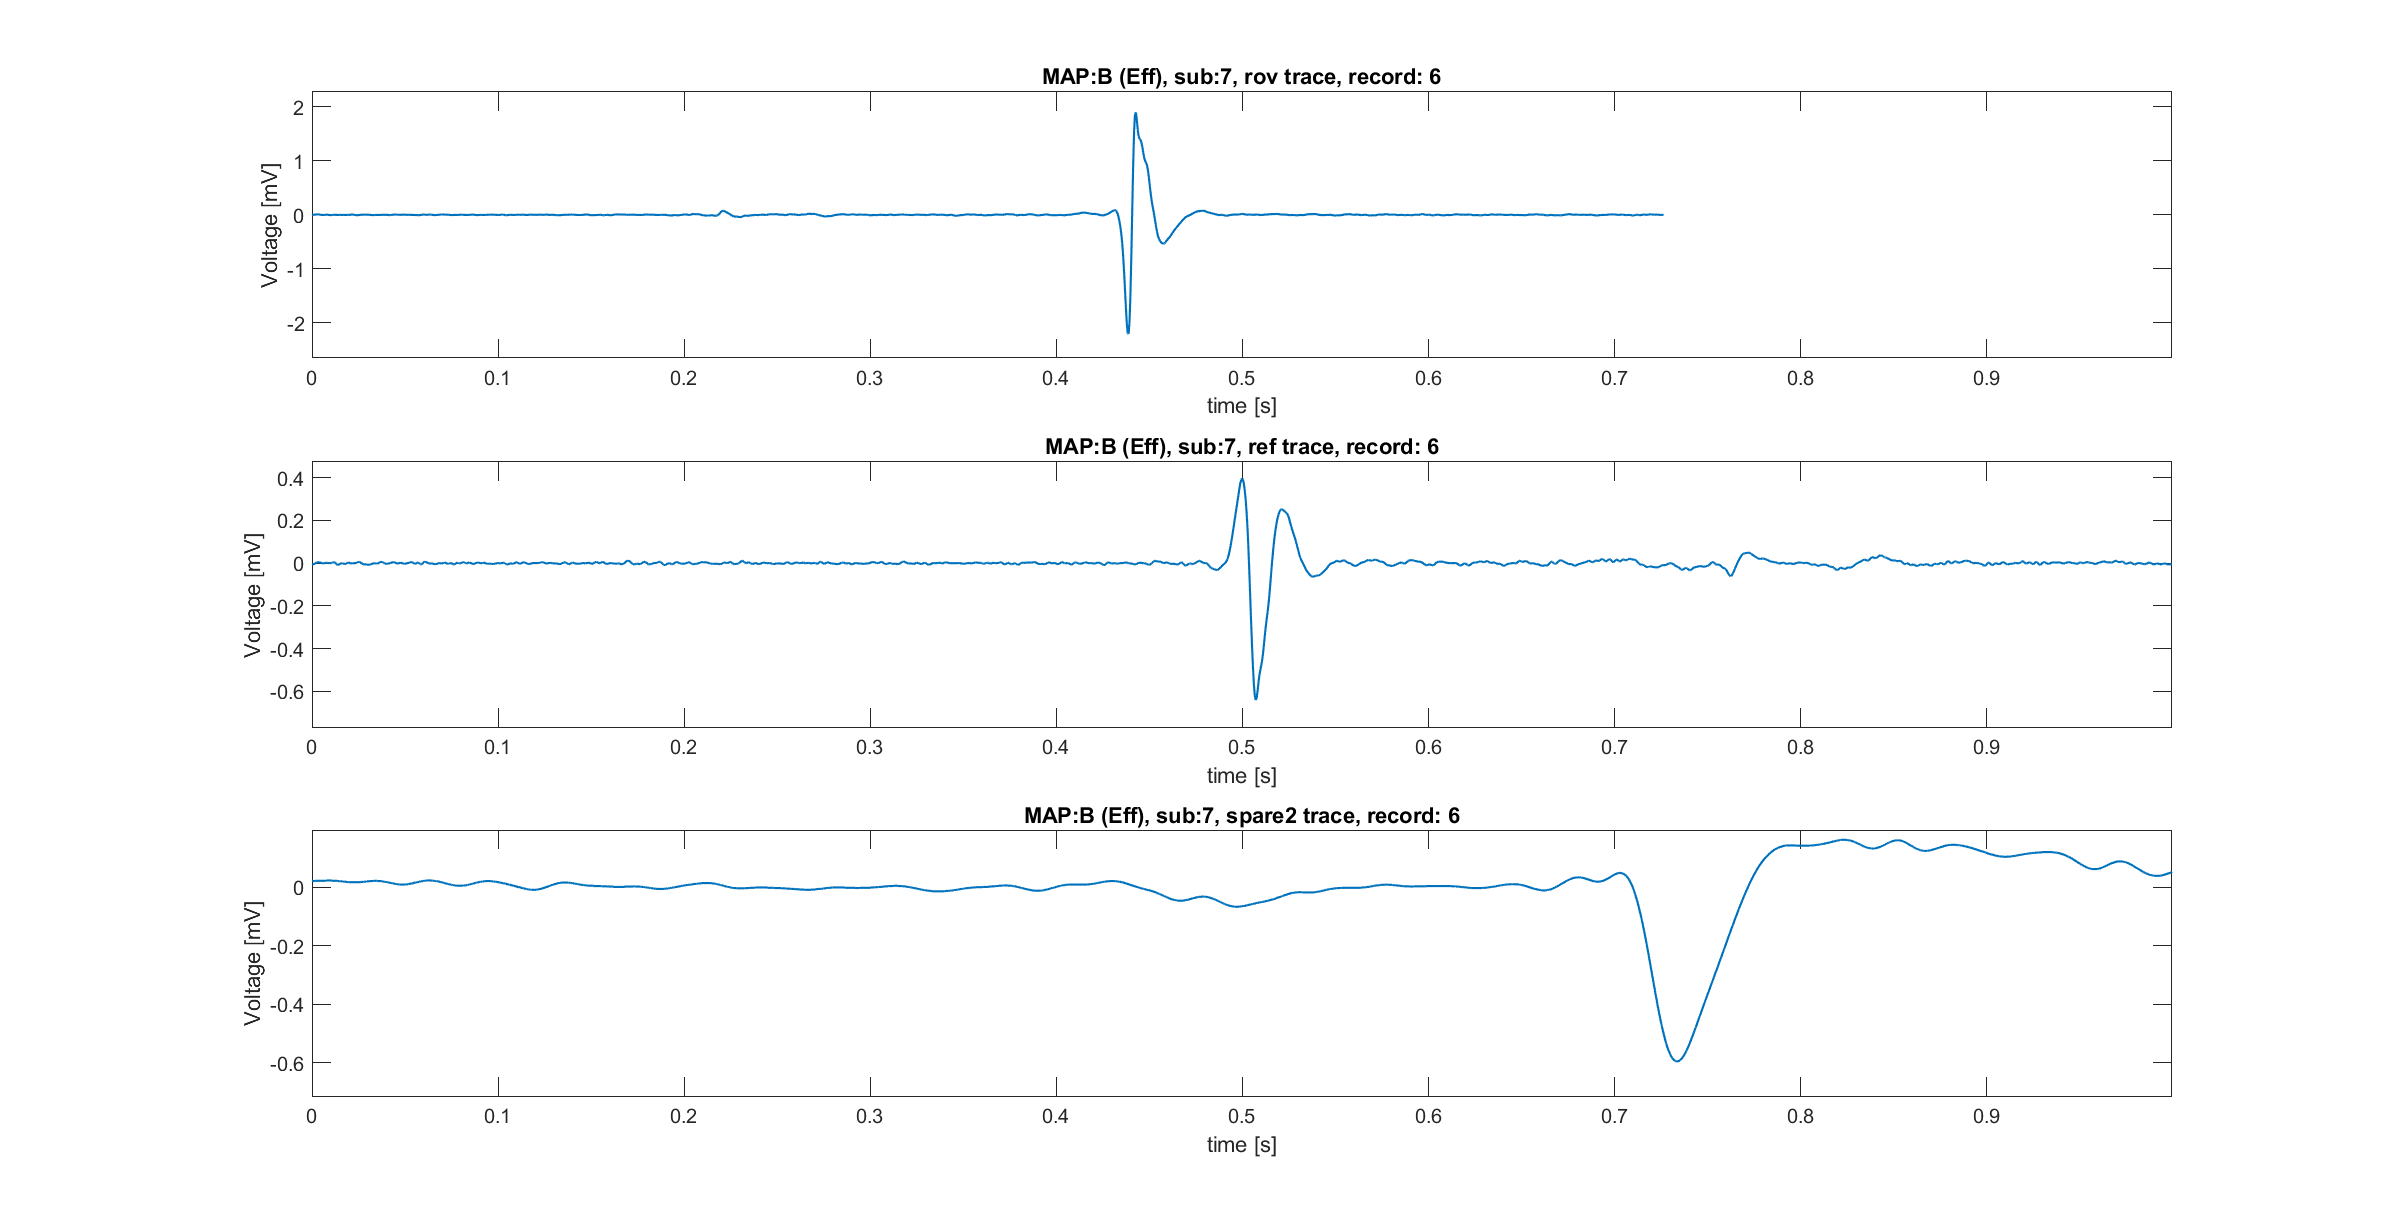 MAP:B (Eff), sub:7, rov trace, record: 6
2
1
0
-1
-2
Voltage [mV]
0 0.1 0.2 0.3 0.4 0.5 0.6 0.7 0.8 0.9
time [s]
MAP:B (Eff), sub:7, ref trace, record: 6
0.4
0.2
0
-0.2
-0.4
-0.6
Voltage [mV]
0 0.1 0.2 0.3 0.4 0.5 0.6 0.7 0.8 0.9
time [s]
MAP:B (Eff), sub:7, spare2 trace, record: 6
0
-0.2
-0.4
-0.6
Voltage [mV]
0 0.1 0.2 0.3 0.4 0.5 0.6 0.7 0.8 0.9
time [s]